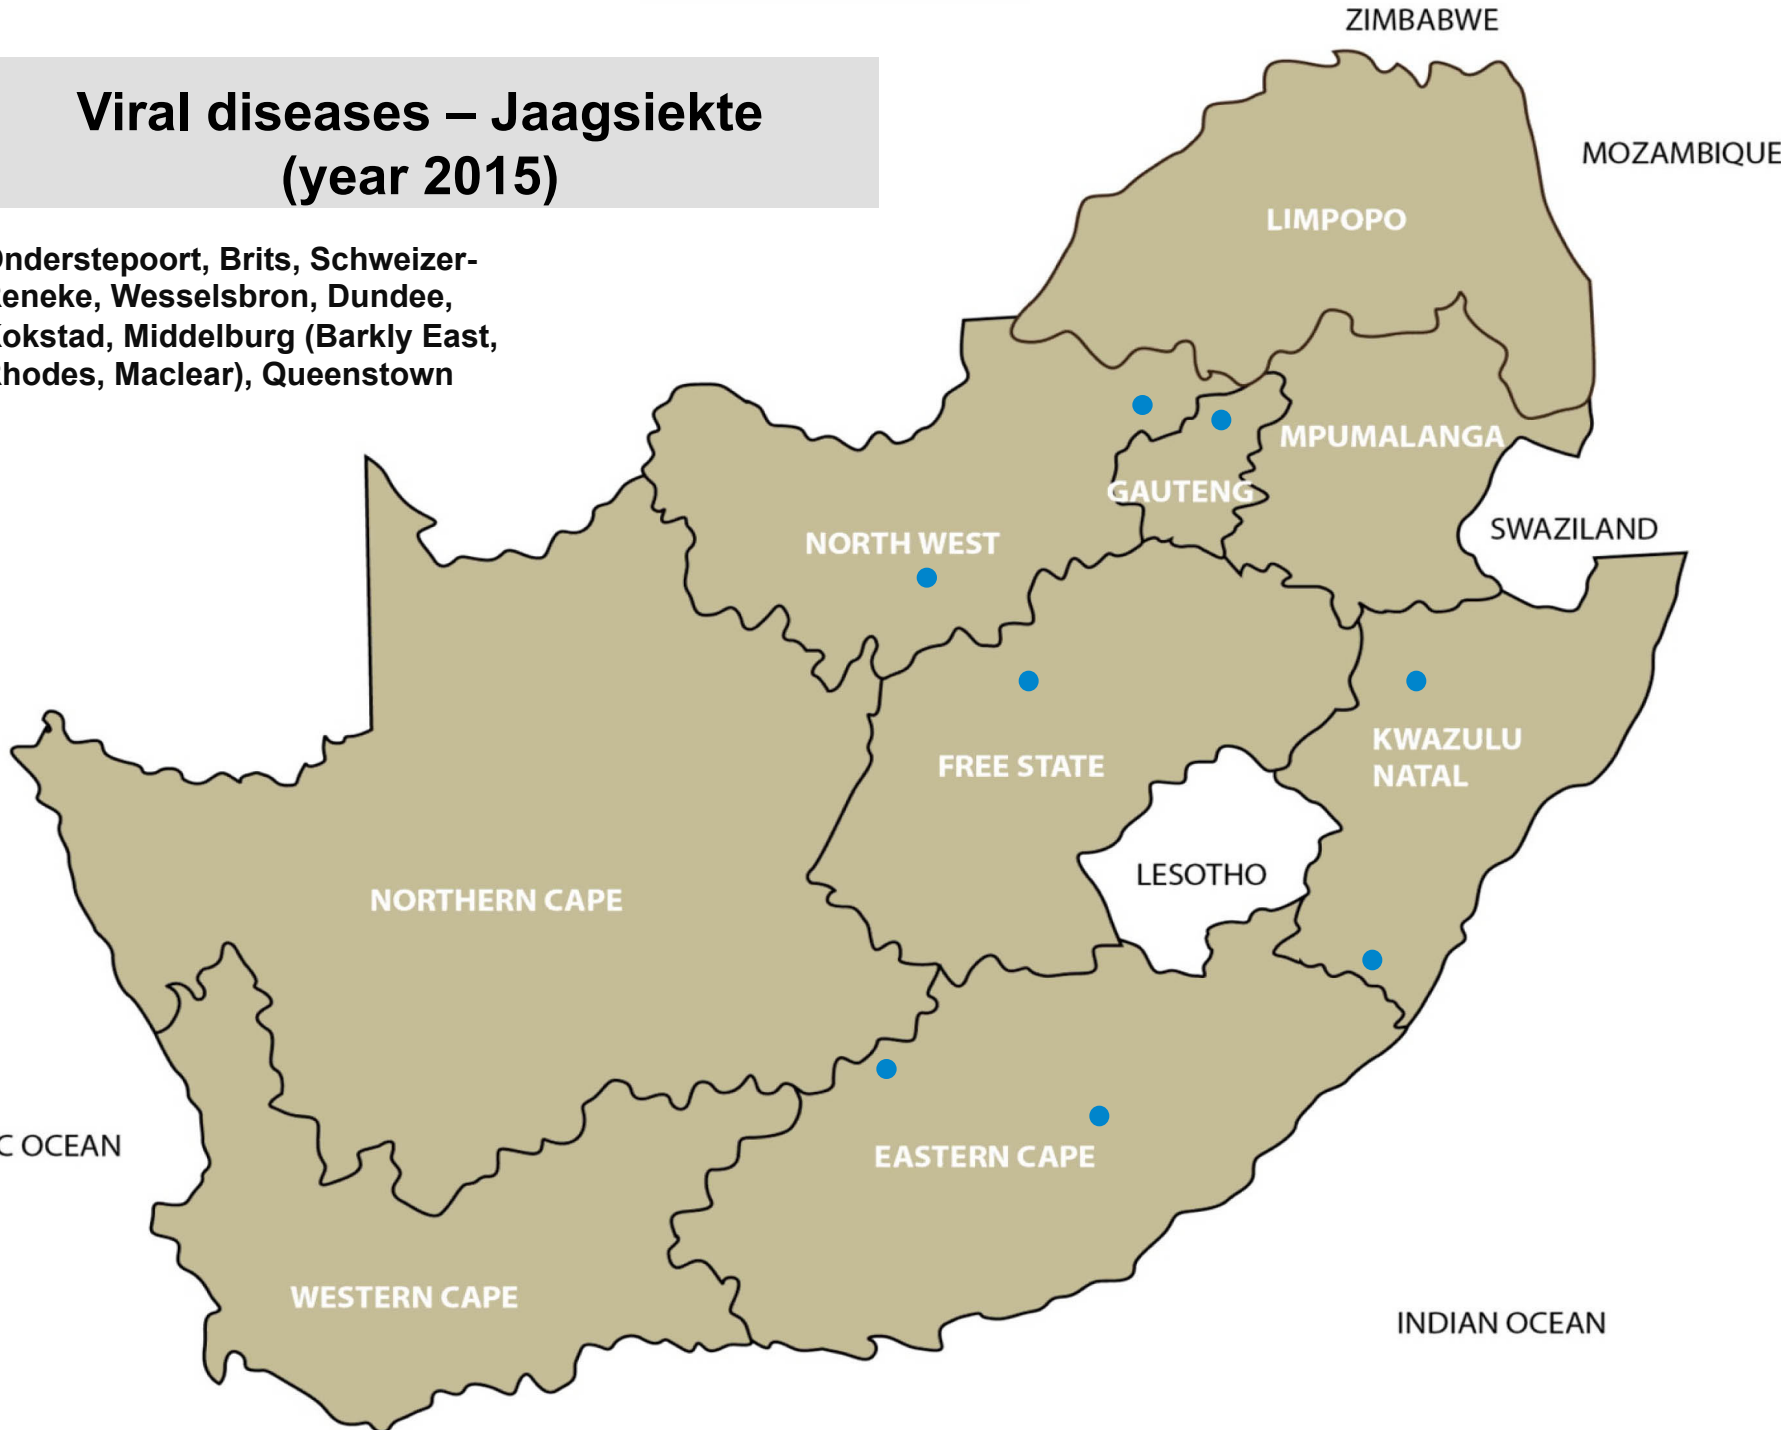 ZIMBABWE
Viral diseases – Jaagsiekte
(year 2015)
MOZAMBIQUE
LIMPOPO
nderstepoort, Brits, Schweizer-
eneke, Wesselsbron, Dundee,
okstad, Middelburg (Barkly East,
hodes, Maclear), Queenstown
MPUMALANGA
GAUTENG
NORTH WEST
SWAZILAND
KWAZULU
NATAL
FREE STATE
LESOTHO
NORTHERN CAPE
C OCEAN
EASTERN CAPE
WESTERN CAPE
INDIAN OCEAN